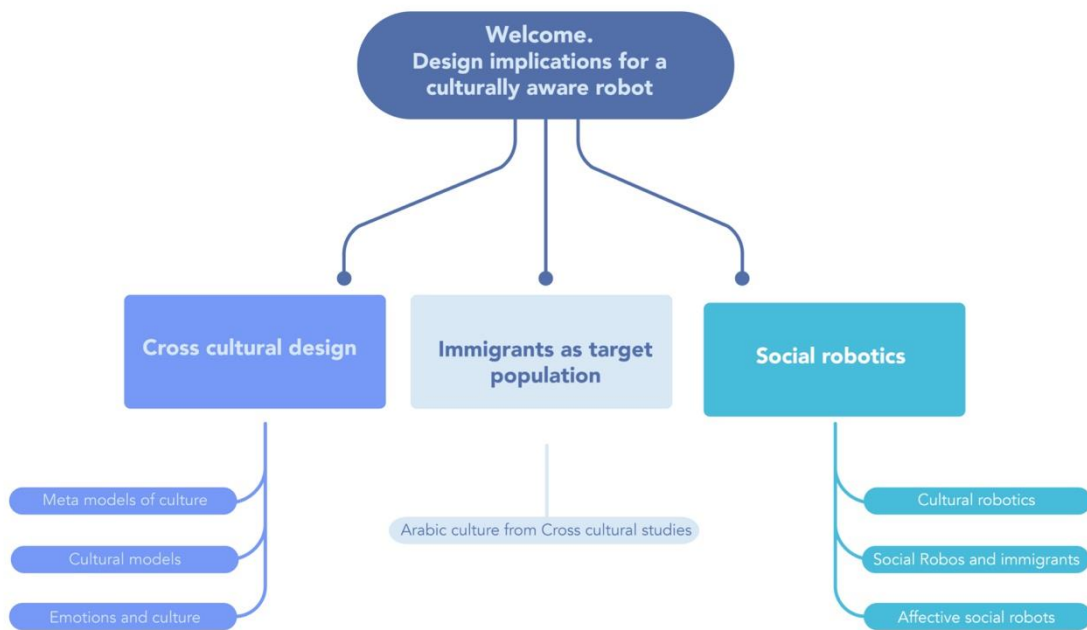 Welcome.
Design implications for a
culturally aware robot
Cross cultural design
Immigrants as target
population
Social robotics
Meta models of culture
Cultural models
Emotions and culture
Arabic culture from Cross cultural studies
Cultural robotics
Social Robos and immigrants
Affective social robots